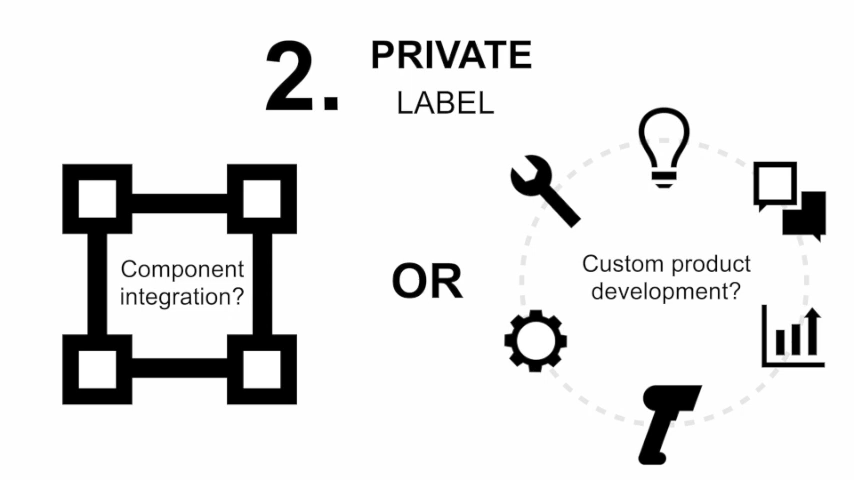 2. PRIVATE
LABEL
Component
integration?
OR
Custom product
development?